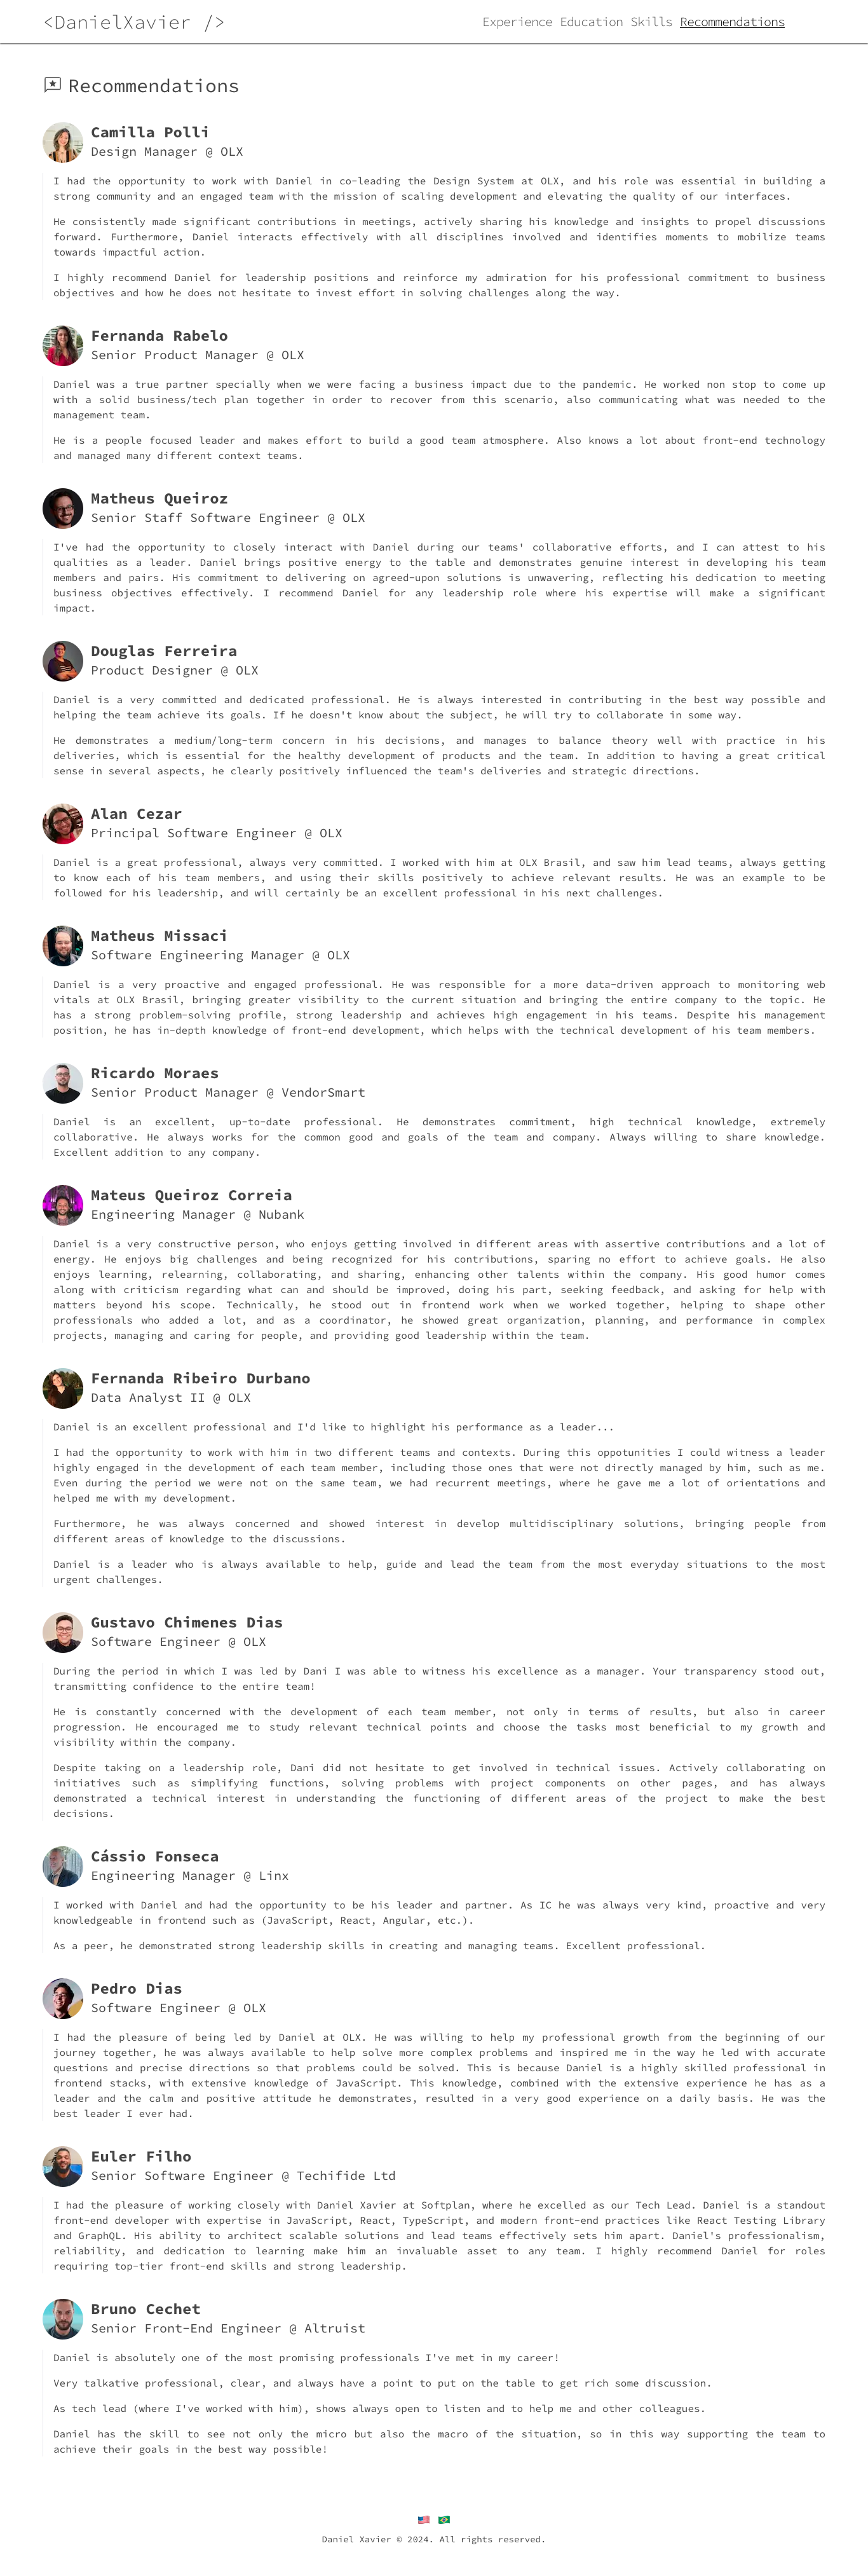 <DanielXavier />
Experience Education Skills Recommendations
Recommendations
Camilla Polli
Design Manager @ OLX
I had the opportunity to work with Daniel in co-leading the Design System at OLX, and his role was essential in building a
strong community and an engaged team with the mission of scaling development and elevating the quality of our interfaces.
He consistently made significant contributions in meetings, actively sharing his knowledge and insights to propel discussions
forward. Furthermore, Daniel interacts effectively with all disciplines involved and identifies moments to mobilize teams
towards impactful action.
I highly recommend Daniel for leadership positions and reinforce my admiration for his professional commitment to business
objectives and how he does not hesitate to invest effort in solving challenges along the way.
Fernanda Rabelo
Senior Product Manager @ OLX
Daniel was a true partner specially when we were facing a business impact due to the pandemic. He worked non stop to come up
with a solid business/tech plan together in order to recover from this scenario, also communicating what was needed to the
management team.
He is a people focused leader and makes effort to build a good team atmosphere. Also knows a lot about front-end technology
and managed many different context teams.
Matheus Queiroz
Senior Staff Software Engineer @ OLX
I've had the opportunity to closely interact with Daniel during our teams' collaborative efforts, and I can attest to his
qualities as a leader. Daniel brings positive energy to the table and demonstrates genuine interest in developing his team
members and pairs. His commitment to delivering on agreed-upon solutions is unwavering, reflecting his dedication to meeting
business objectives effectively. I recommend Daniel for any leadership role where his expertise will make a significant
impact.
Douglas Ferreira
Product Designer @ OLX
Daniel is a very committed and dedicated professional. He is always interested in contributing in the best way possible and
helping the team achieve its goals. If he doesn't know about the subject, he will try to collaborate in some way.
He demonstrates a medium/long-term concern in his decisions, and manages to balance theory well with practice in his
deliveries, which is essential for the healthy development of products and the team. In addition to having a great critical
sense in several aspects, he clearly positively influenced the team's deliveries and strategic directions.
Alan Cezar
Principal Software Engineer @ OLX
Daniel is a great professional, always very committed. I worked with him at OLX Brasil, and saw him lead teams, always getting
to know each of his team members, and using their skills positively to achieve relevant results. He was an example to be
followed for his leadership, and will certainly be an excellent professional in his next challenges.
Matheus Missaci
Software Engineering Manager @ OLX
Daniel is a very proactive and engaged professional. He was responsible for a more data-driven approach to monitoring web
vitals at OLX Brasil, bringing greater visibility to the current situation and bringing the entire company to the topic. He
has a strong problem-solving profile, strong leadership and achieves high engagement in his teams. Despite his management
position, he has in-depth knowledge of front-end development, which helps with the technical development of his team members.
Ricardo Moraes
Senior Product Manager @ VendorSmart
Daniel is an excellent, up-to-date professional. He demonstrates commitment, high technical knowledge, extremely
collaborative. He always works for the common good and goals of the team and company. Always willing to share knowledge.
Excellent addition to any company.
Mateus Queiroz Correia
Engineering Manager @ Nubank
Daniel is a very constructive person, who enjoys getting involved in different areas with assertive contributions and a lot of
energy. He enjoys big challenges and being recognized for his contributions, sparing no effort to achieve goals. He also
enjoys learning, relearning, collaborating, and sharing, enhancing other talents within the company. His good humor comes
along with criticism regarding what can and should be improved, doing his part, seeking feedback, and asking for help with
matters beyond his scope. Technically, he stood out in frontend work when we worked together, helping to shape other
professionals who added a lot, and as a coordinator, he showed great organization, planning, and performance in complex
projects, managing and caring for people, and providing good leadership within the team.
Fernanda Ribeiro Durbano
Data Analyst II @ OLX
Daniel is an excellent professional and I'd like to highlight his performance as a leader...
I had the opportunity to work with him in two different teams and contexts. During this oppotunities I could witness a leader
highly engaged in the development of each team member, including those ones that were not directly managed by him, such as me.
Even during the period we were not on the same team, we had recurrent meetings, where he gave me a lot of orientations and
helped me with my development.
Furthermore, he was always concerned and showed interest in develop multidisciplinary solutions, bringing people from
different areas of knowledge to the discussions.
Daniel is a leader who is always available to help, guide and lead the team from the most everyday situations to the most
urgent challenges.
Gustavo Chimenes Dias
Software Engineer @ OLX
During the period in which I was led by Dani I was able to witness his excellence as a manager. Your transparency stood out,
transmitting confidence to the entire team!
He is constantly concerned with the development of each team member, not only in terms of results, but also in career
progression. He encouraged me to study relevant technical points and choose the tasks most beneficial to my growth and
visibility within the company.
Despite taking on a leadership role, Dani did not hesitate to get involved in technical issues. Actively collaborating on
initiatives such as simplifying functions, solving problems with project components on other pages, and has always
demonstrated a technical interest in understanding the functioning of different areas of the project to make the best
decisions.
Cássio Fonseca
Engineering Manager @ Linx
I worked with Daniel and had the opportunity to be his leader and partner. As IC he was always very kind, proactive and very
knowledgeable in frontend such as (JavaScript, React, Angular, etc.).
As a peer, he demonstrated strong leadership skills in creating and managing teams. Excellent professional.
Pedro Dias
Software Engineer @ OLX
I had the pleasure of being led by Daniel at OLX. He was willing to help my professional growth from the beginning of our
journey together, he was always available to help solve more complex problems and inspired me in the way he led with accurate
questions and precise directions so that problems could be solved. This is because Daniel is a highly skilled professional in
frontend stacks, with extensive knowledge of JavaScript. This knowledge, combined with the extensive experience he has as a
leader and the calm and positive attitude he demonstrates, resulted in a very good experience on a daily basis. He was the
best leader I ever had.
Euler Filho
Senior Software Engineer @ Techifide Ltd
I had the pleasure of working closely with Daniel Xavier at Softplan, where he excelled as our Tech Lead. Daniel is a standout
front-end developer with expertise in JavaScript, React, TypeScript, and modern front-end practices like React Testing Library
and GraphQL. His ability to architect scalable solutions and lead teams effectively sets him apart. Daniel's professionalism,
reliability, and dedication to learning make him an invaluable asset to any team. I highly recommend Daniel for roles
requiring top-tier front-end skills and strong leadership.
Bruno Cechet
Senior Front-End Engineer @ Altruist
Daniel is absolutely one of the most promising professionals I've met in my career!
Very talkative professional, clear, and always have a point to put on the table to get rich some discussion.
As tech lead (where I've worked with him), shows always open to listen and to help me and other colleagues.
Daniel has the skill to see not only the micro but also the macro of the situation, so in this way supporting the team to
achieve their goals in the best way possible!
Daniel Xavier © 2024. All rights reserved.